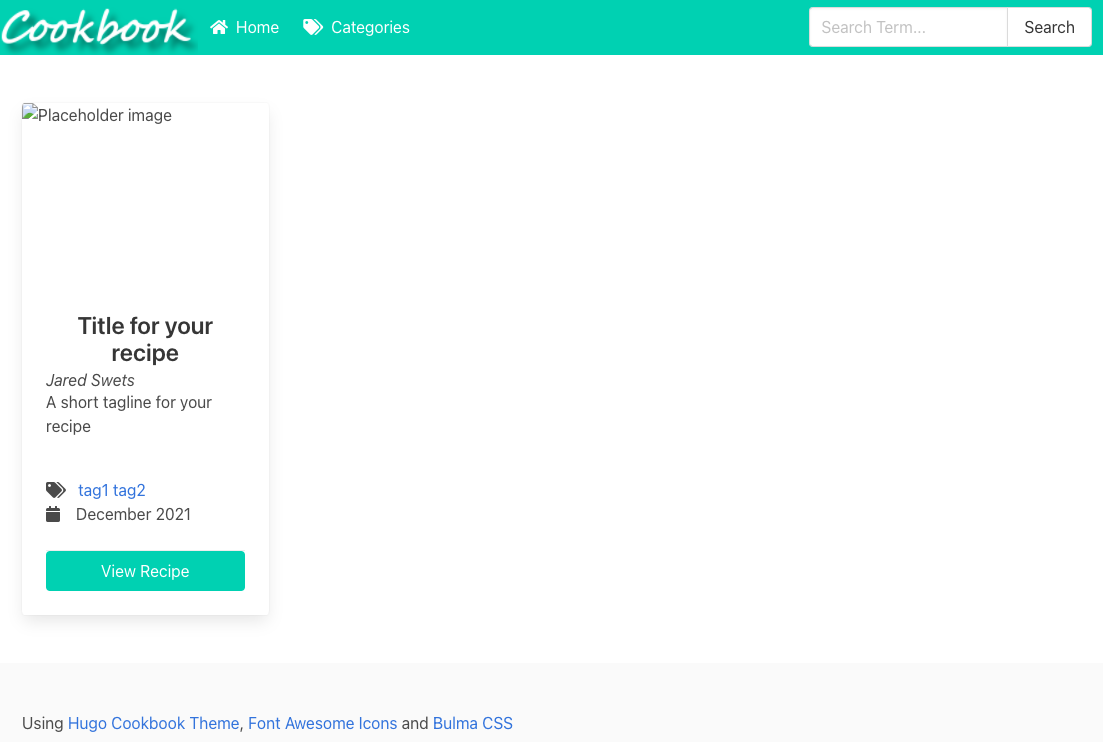 Cookbook Home Categories Search Term... Search
Placeholder image
Title for your
recipe
Jared Swets
A short tagline for your
recipe
tag1 tag2
December 2021
View Recipe
Using Hugo Cookbook Theme, Font Awesome Icons and Bulma CSS